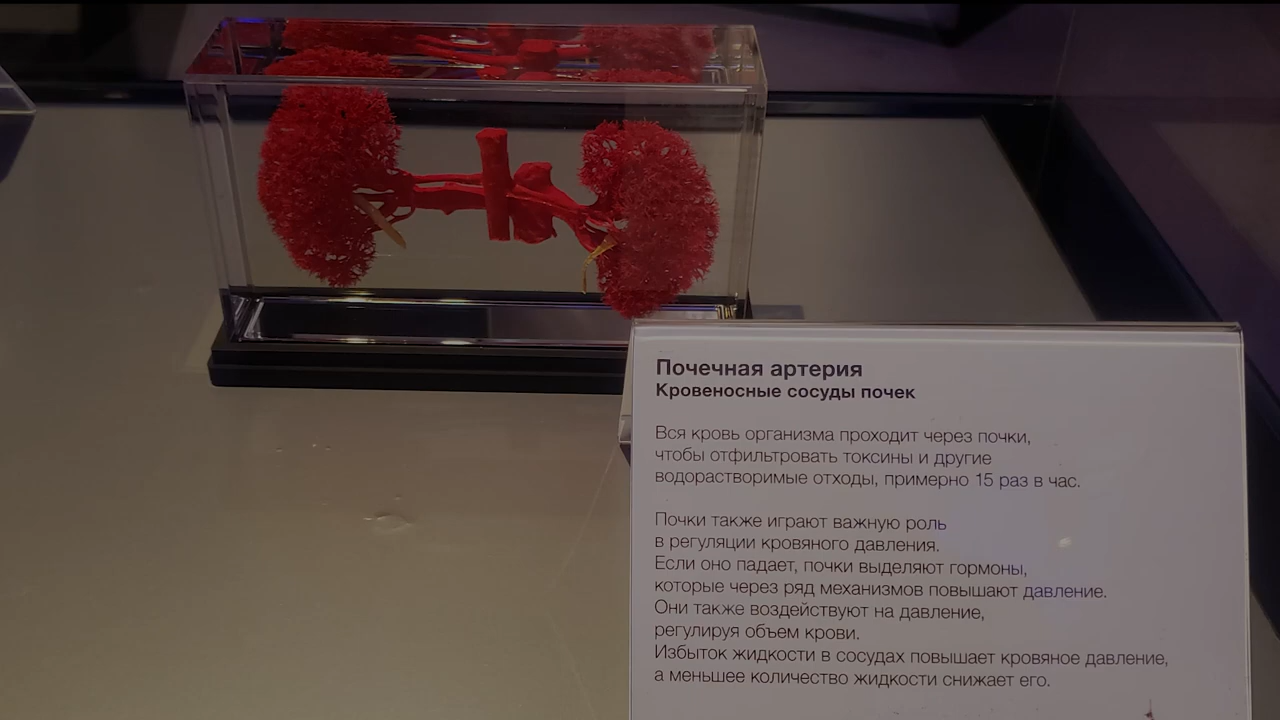 Почечная артерия
Кровеносные сосуды почек
Вся кровь организма проходит через почки,
чтобы отфильтровать токсины и другие
водорастворимые отходы, примерно 15 раз в час.
Почки также играют важную роль
в регуляции кровяного давления.
Если оно падает, почки выделяют гормоны,
которые через ряд механизмов повышают давление.
Они также воздействуют на давление,
регулируя объем крови.
Избыток жидкости в сосудах повышает кровяное давление,
а меньшее количество жидкости снижает его.